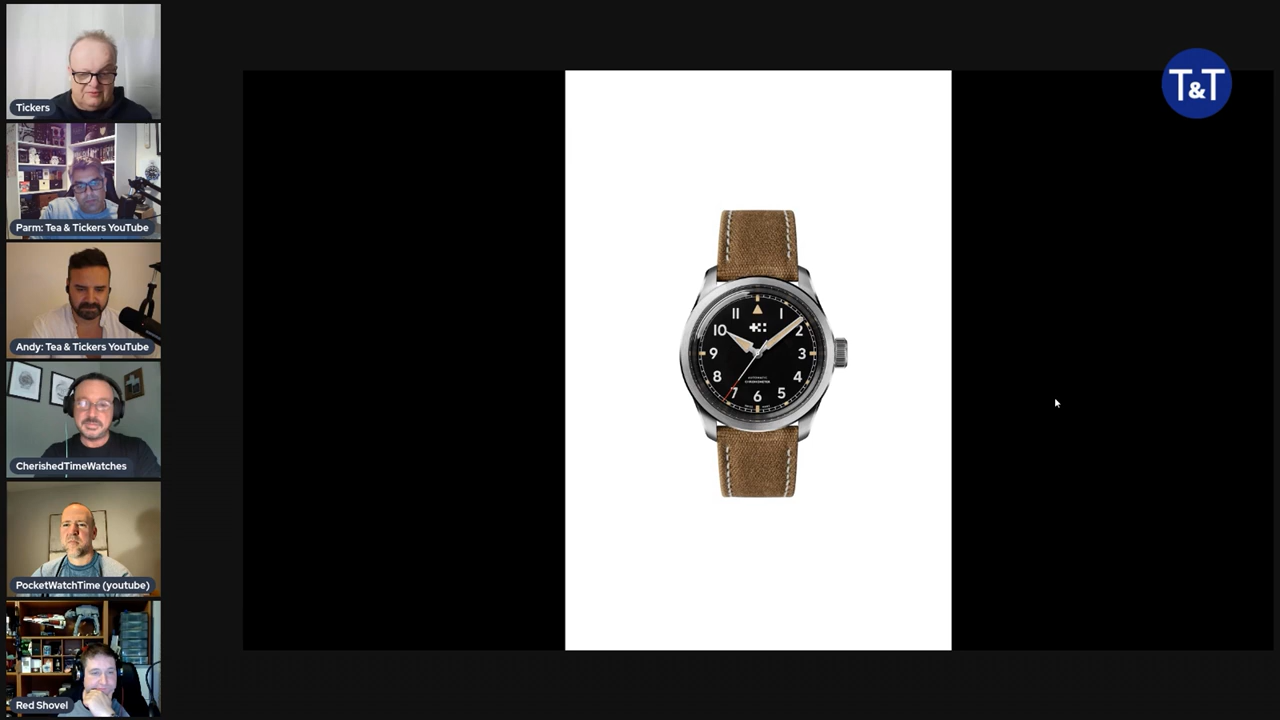 Tickers
Parm: Tea & Tickers YouTube
Andy: Tea & Tickers YouTube
CherishedTimeWatches
PocketWatchTime (youtube)
Red Shovel
T&T
11 1
10 2
9 3
8 4
7 6 5
AUTOMATIC
CHRONOMETER